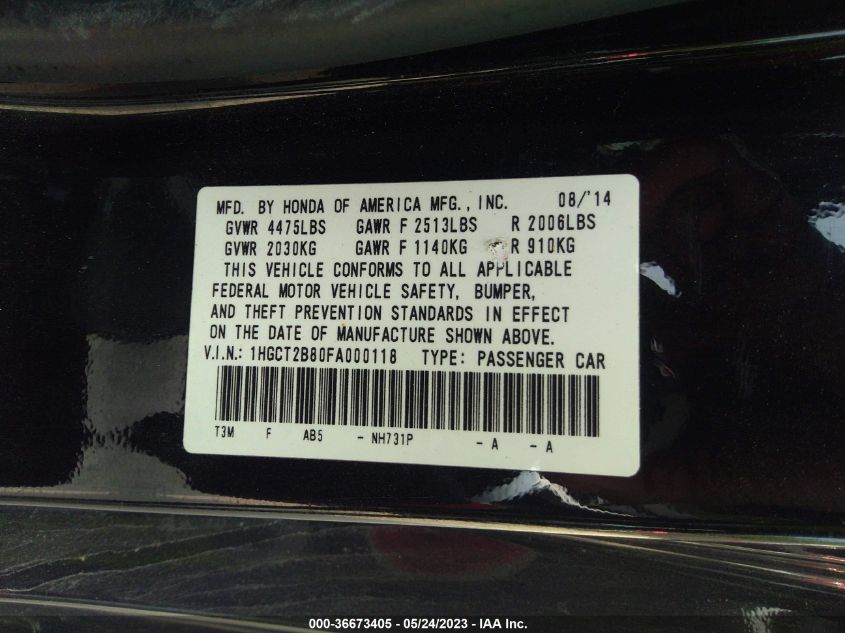 MFD. BY HONDA OF AMERICA MFG., INC. 08/'14
GVWR 4475LBS GAWR F 2513LBS R 2006LBS
GVWR 2030KG GAWR F 1140KG R 910KG
THIS VEHICLE CONFORMS TO ALL APPLICABLE
FEDERAL MOTOR VEHICLE SAFETY, BUMPER,
AND THEFT PREVENTION STANDARDS IN EFFECT
ON THE DATE OF MANUFACTURE SHOWN ABOVE.
V.I.N.: 1HGCT2B80FA000118 TYPE: PASSENGER CAR
T3M F AB5 - NH731P - A - A
000-36673405 - 05/24/2023 - IAA Inc.